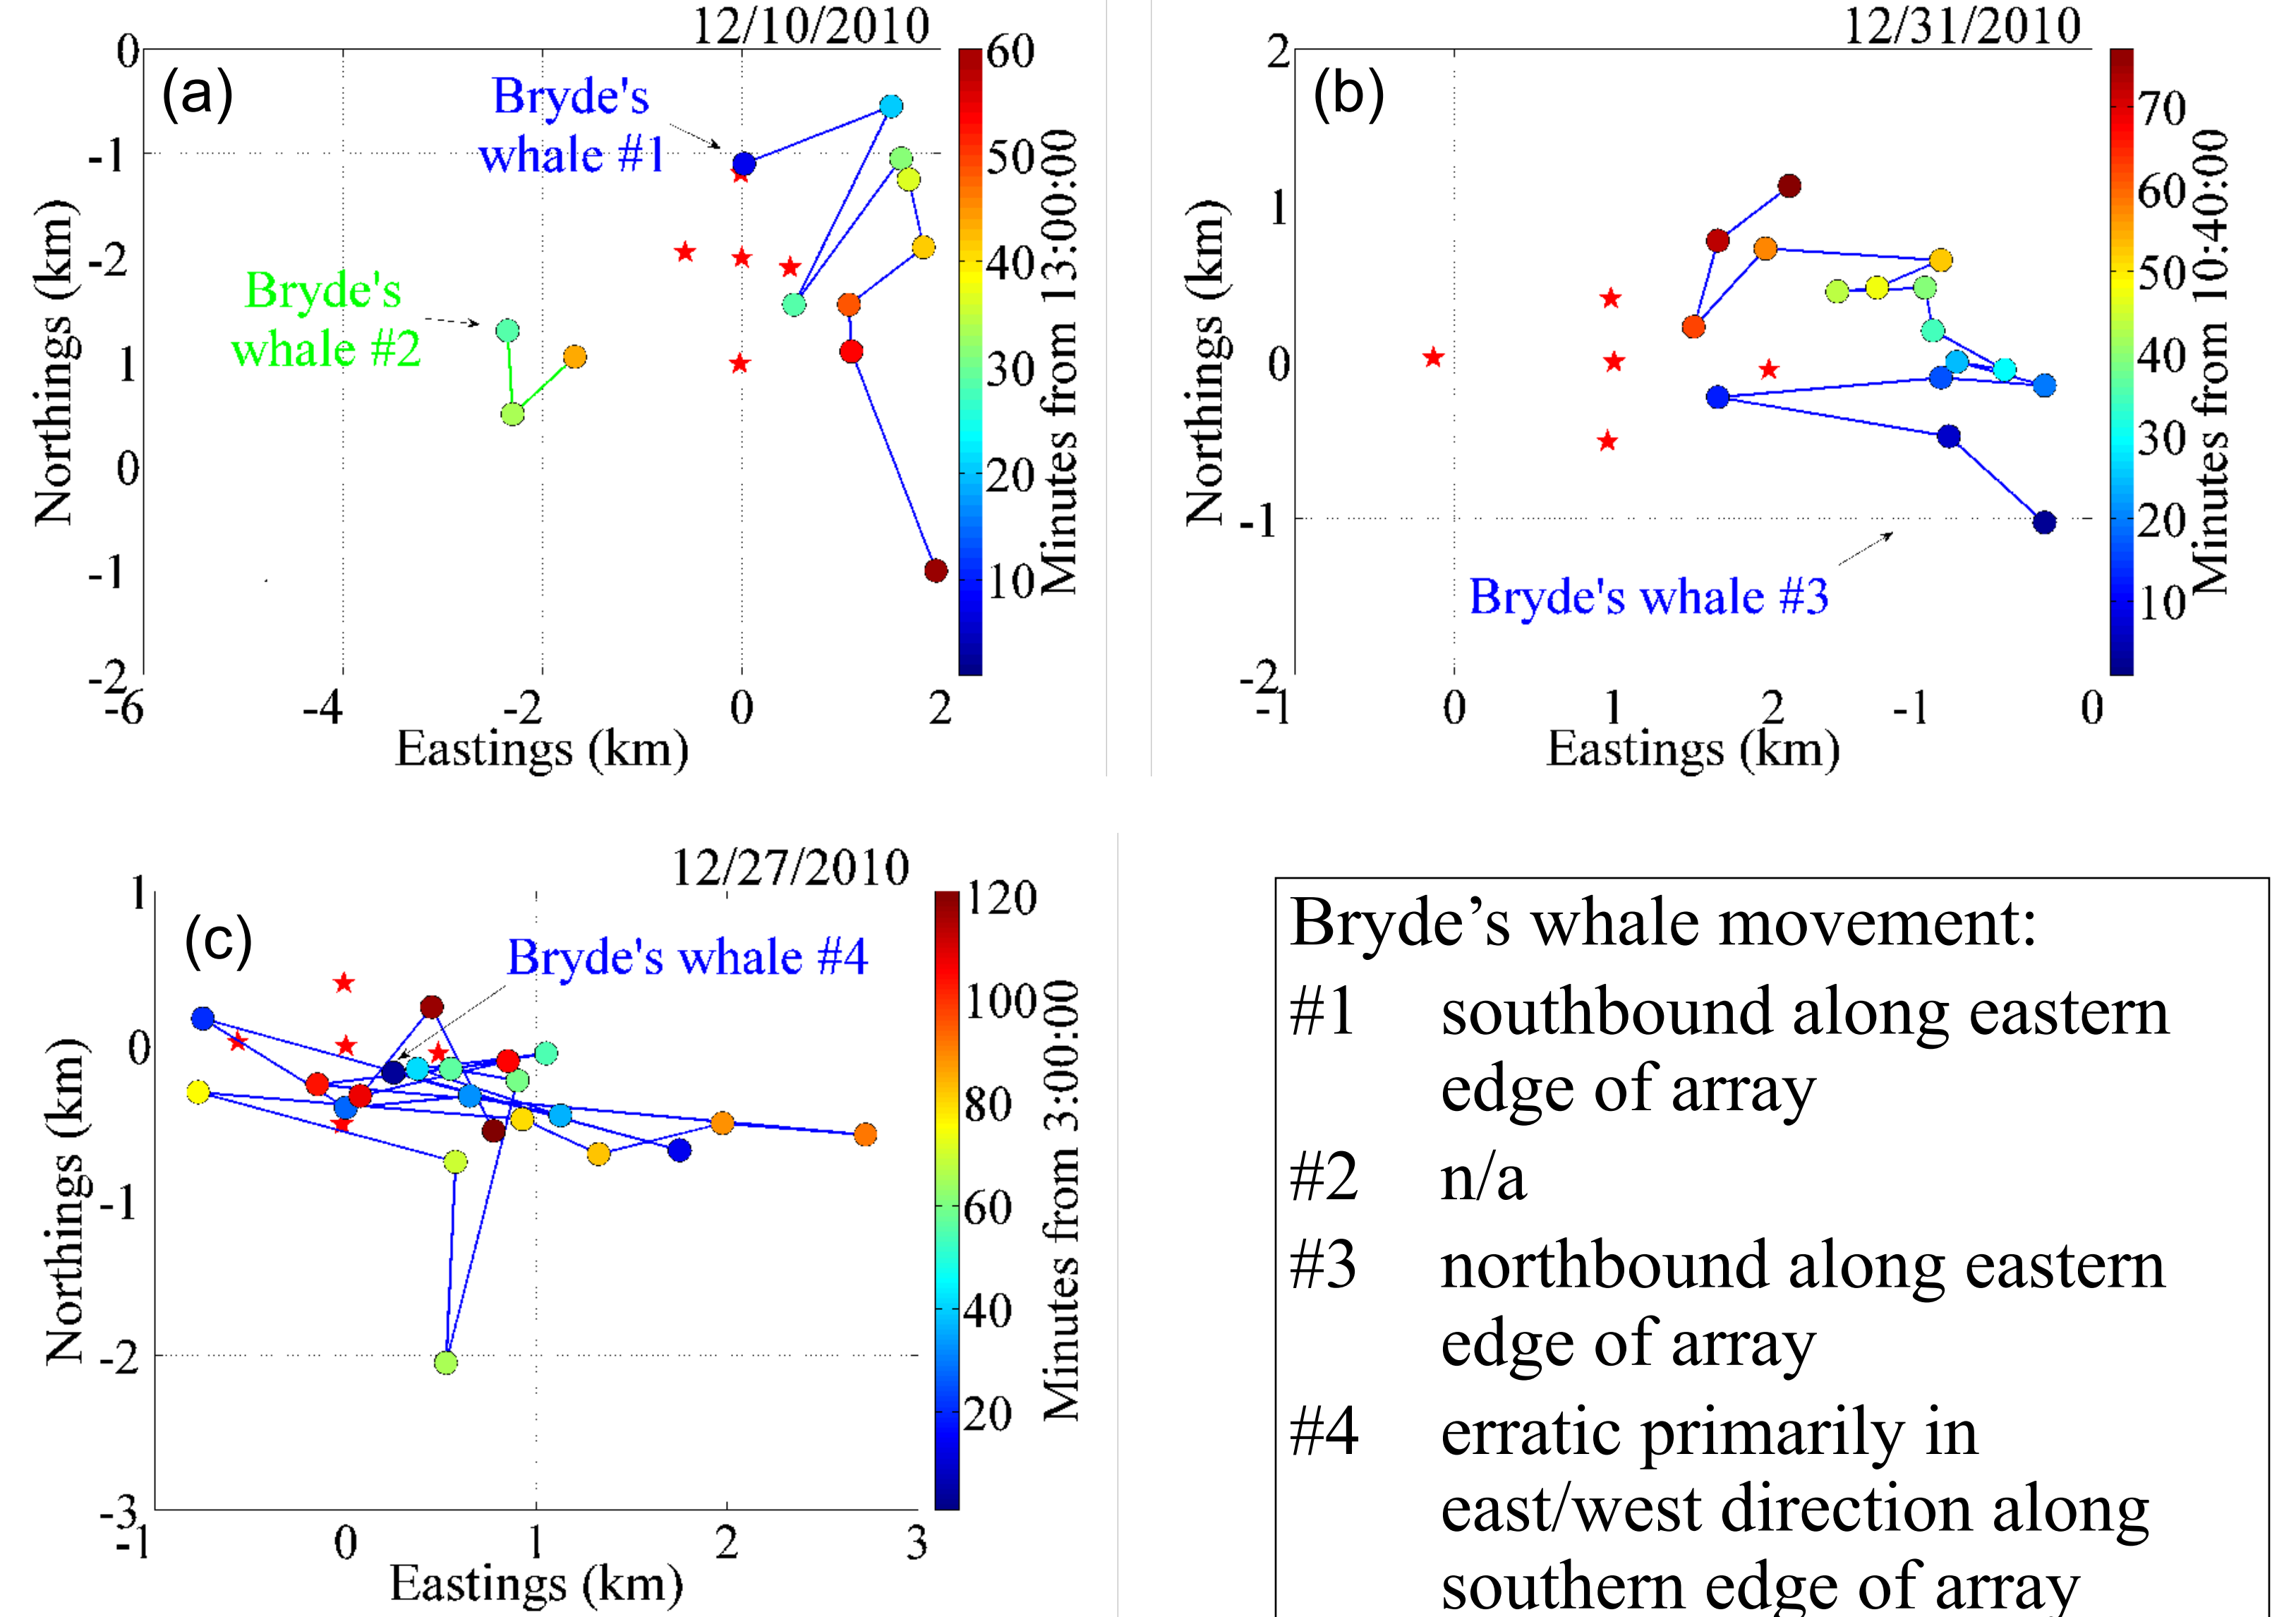 12/10/2010
(a)
Bryde's
whale #1
Bryde's
whale #2
0
-1
-2
1
0
-1
-2
-6
-4
-2
0
2
Northings (km)
Eastings (km)
60
50
40
30
20
10
Minutes from 13:00:00
12/31/2010
(b)
Bryde's whale #3
2
1
0
-1
-2
-1
0
1
2
-1
0
Northings (km)
Eastings (km)
70
60
50
40
30
20
10
Minutes from 10:40:00
12/27/2010
(c)
Bryde's whale #4
1
0
-1
-2
-3
-1
0
1
2
3
Northings (km)
Eastings (km)
120
100
80
60
40
20
Minutes from 3:00:00
Bryde’s whale movement:
#1 southbound along eastern
edge of array
#2 n/a
#3 northbound along eastern
edge of array
#4 erratic primarily in
east/west direction along
southern edge of array